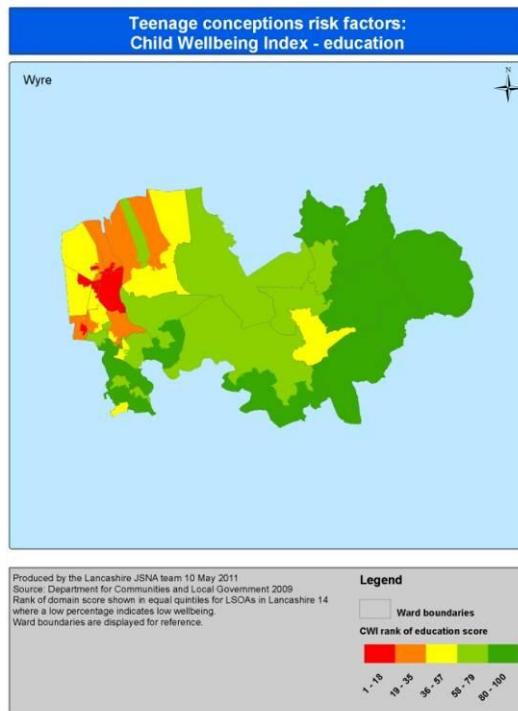 Teenage conceptions risk factors:
Child Wellbeing Index - education
Wyre
N
Produced by the Lancashire JSNA team 10 May 2011
Source: Department for Communities and Local Government 2009
Rank of domain score shown in equal quintiles for LSOAs in Lancashire 14
where a low percentage indicates low wellbeing.
Ward boundaries are displayed for reference.
Legend
Ward boundaries
CWI rank of education score
1 - 18
19 - 35
36 - 57
58 - 79
80 - 100